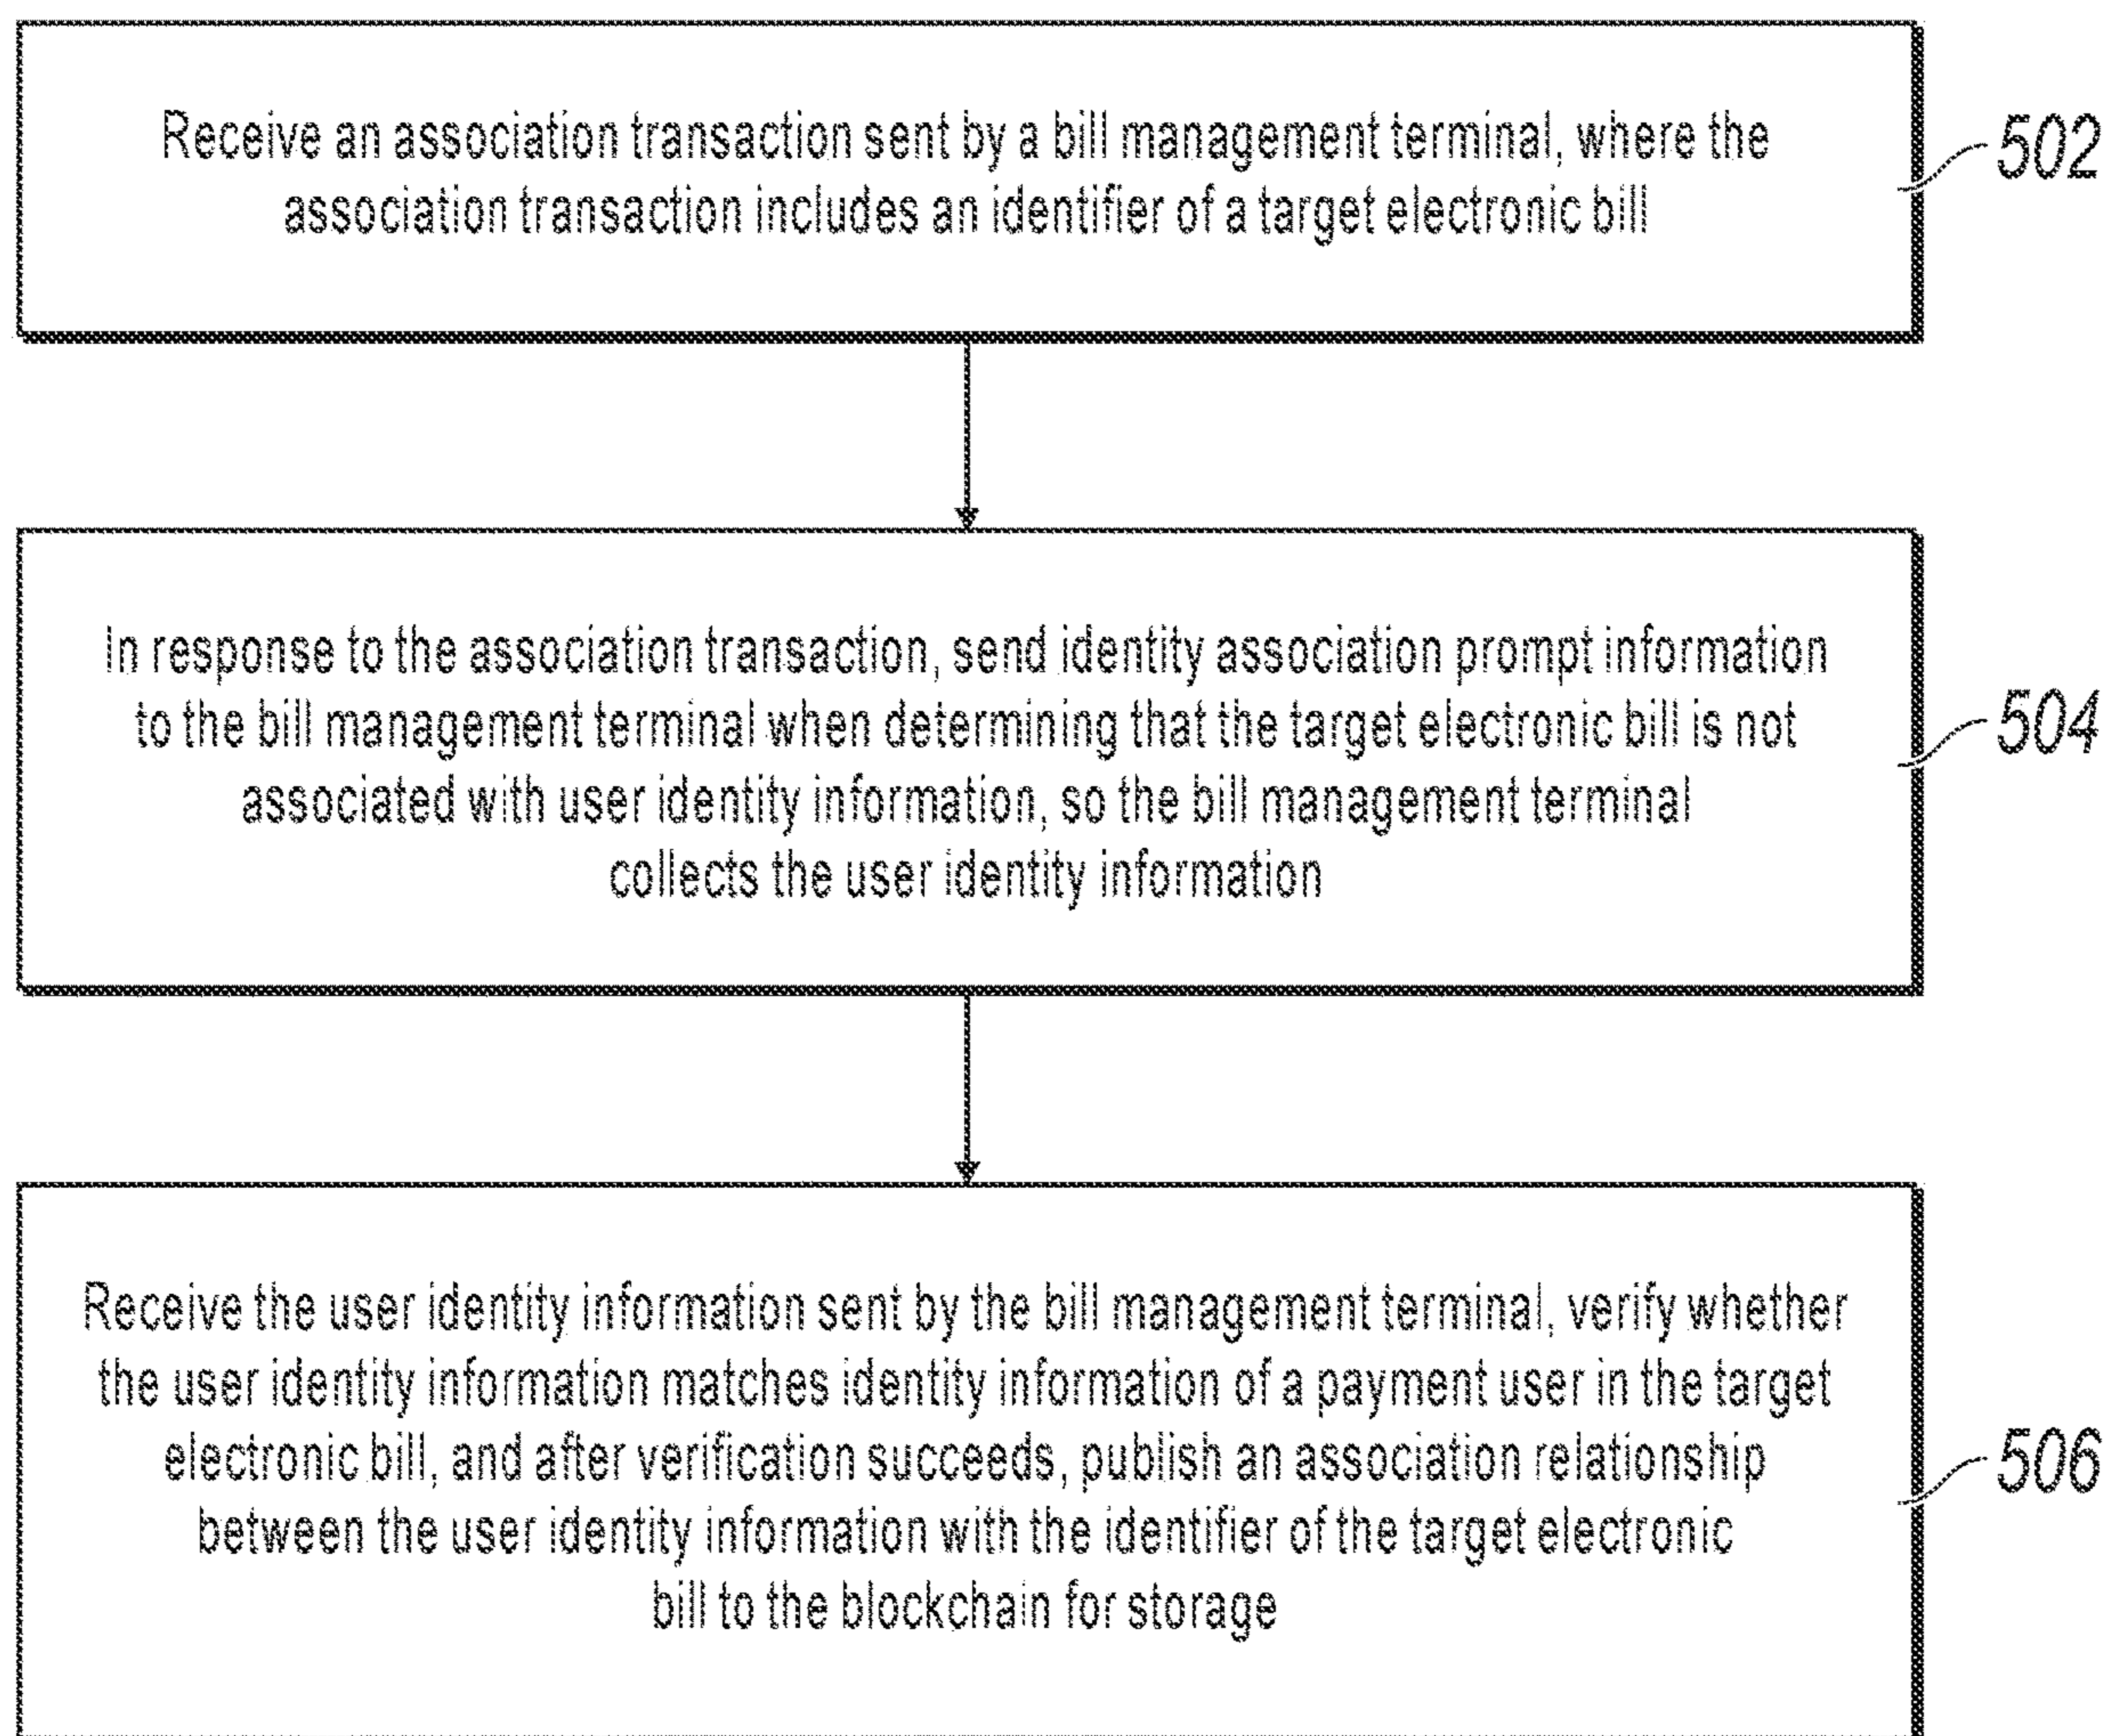 Receive an association transaction sent by a bill management terminal, where the
association transaction includes an identifier of a target electronic bill
502
In response to the association transaction, send identity association prompt information
to the bill management terminal when determining that the target electronic bill is not
associated with user identity information, so the bill management terminal
collects the user identity information
504
Receive the user identity information sent by the bill management terminal, verify whether
the user identity information matches identity information of a payment user in the target
electronic bill, and after verification succeeds, publish an association relationship
between the user identity information with the identifier of the target electronic
bill to the blockchain for storage
506